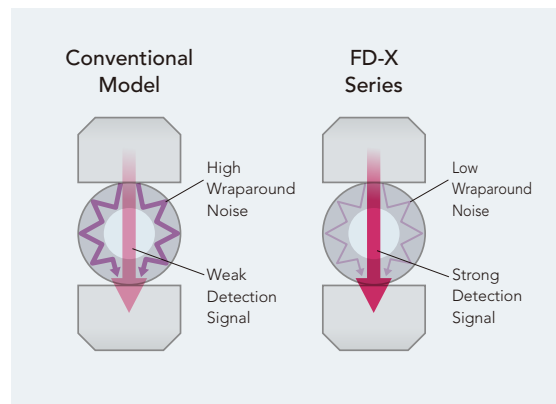 Conventional
Model
High
Wraparound
Noise
Weak
Detection
Signal
FD-X
Series
Low
Wraparound
Noise
Strong
Detection
Signal